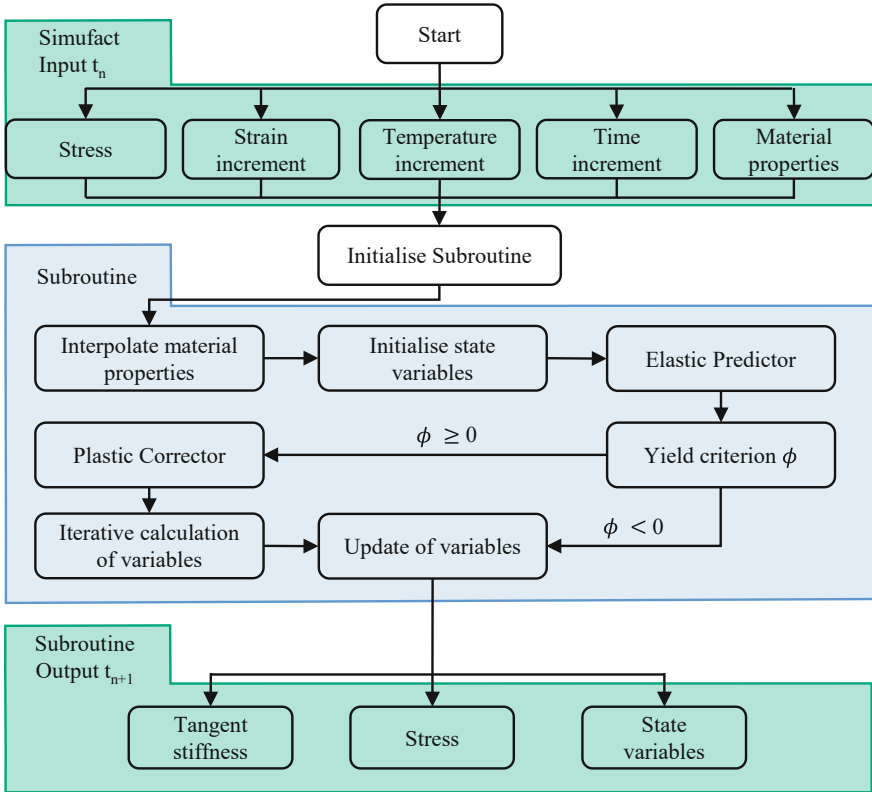 Simufact
Input tn
Start
Stress
Strain
increment
Temperature
increment
Time
increment
Material
properties
Initialise Subroutine
Subroutine
Interpolate material
properties
Initialise state
variables
Elastic Predictor
Plastic Corrector
ϕ ≥ 0
Yield criterion ϕ
Iterative calculation
of variables
Update of variables
ϕ < 0
Subroutine
Output tn+1
Tangent
stiffness
Stress
State
variables